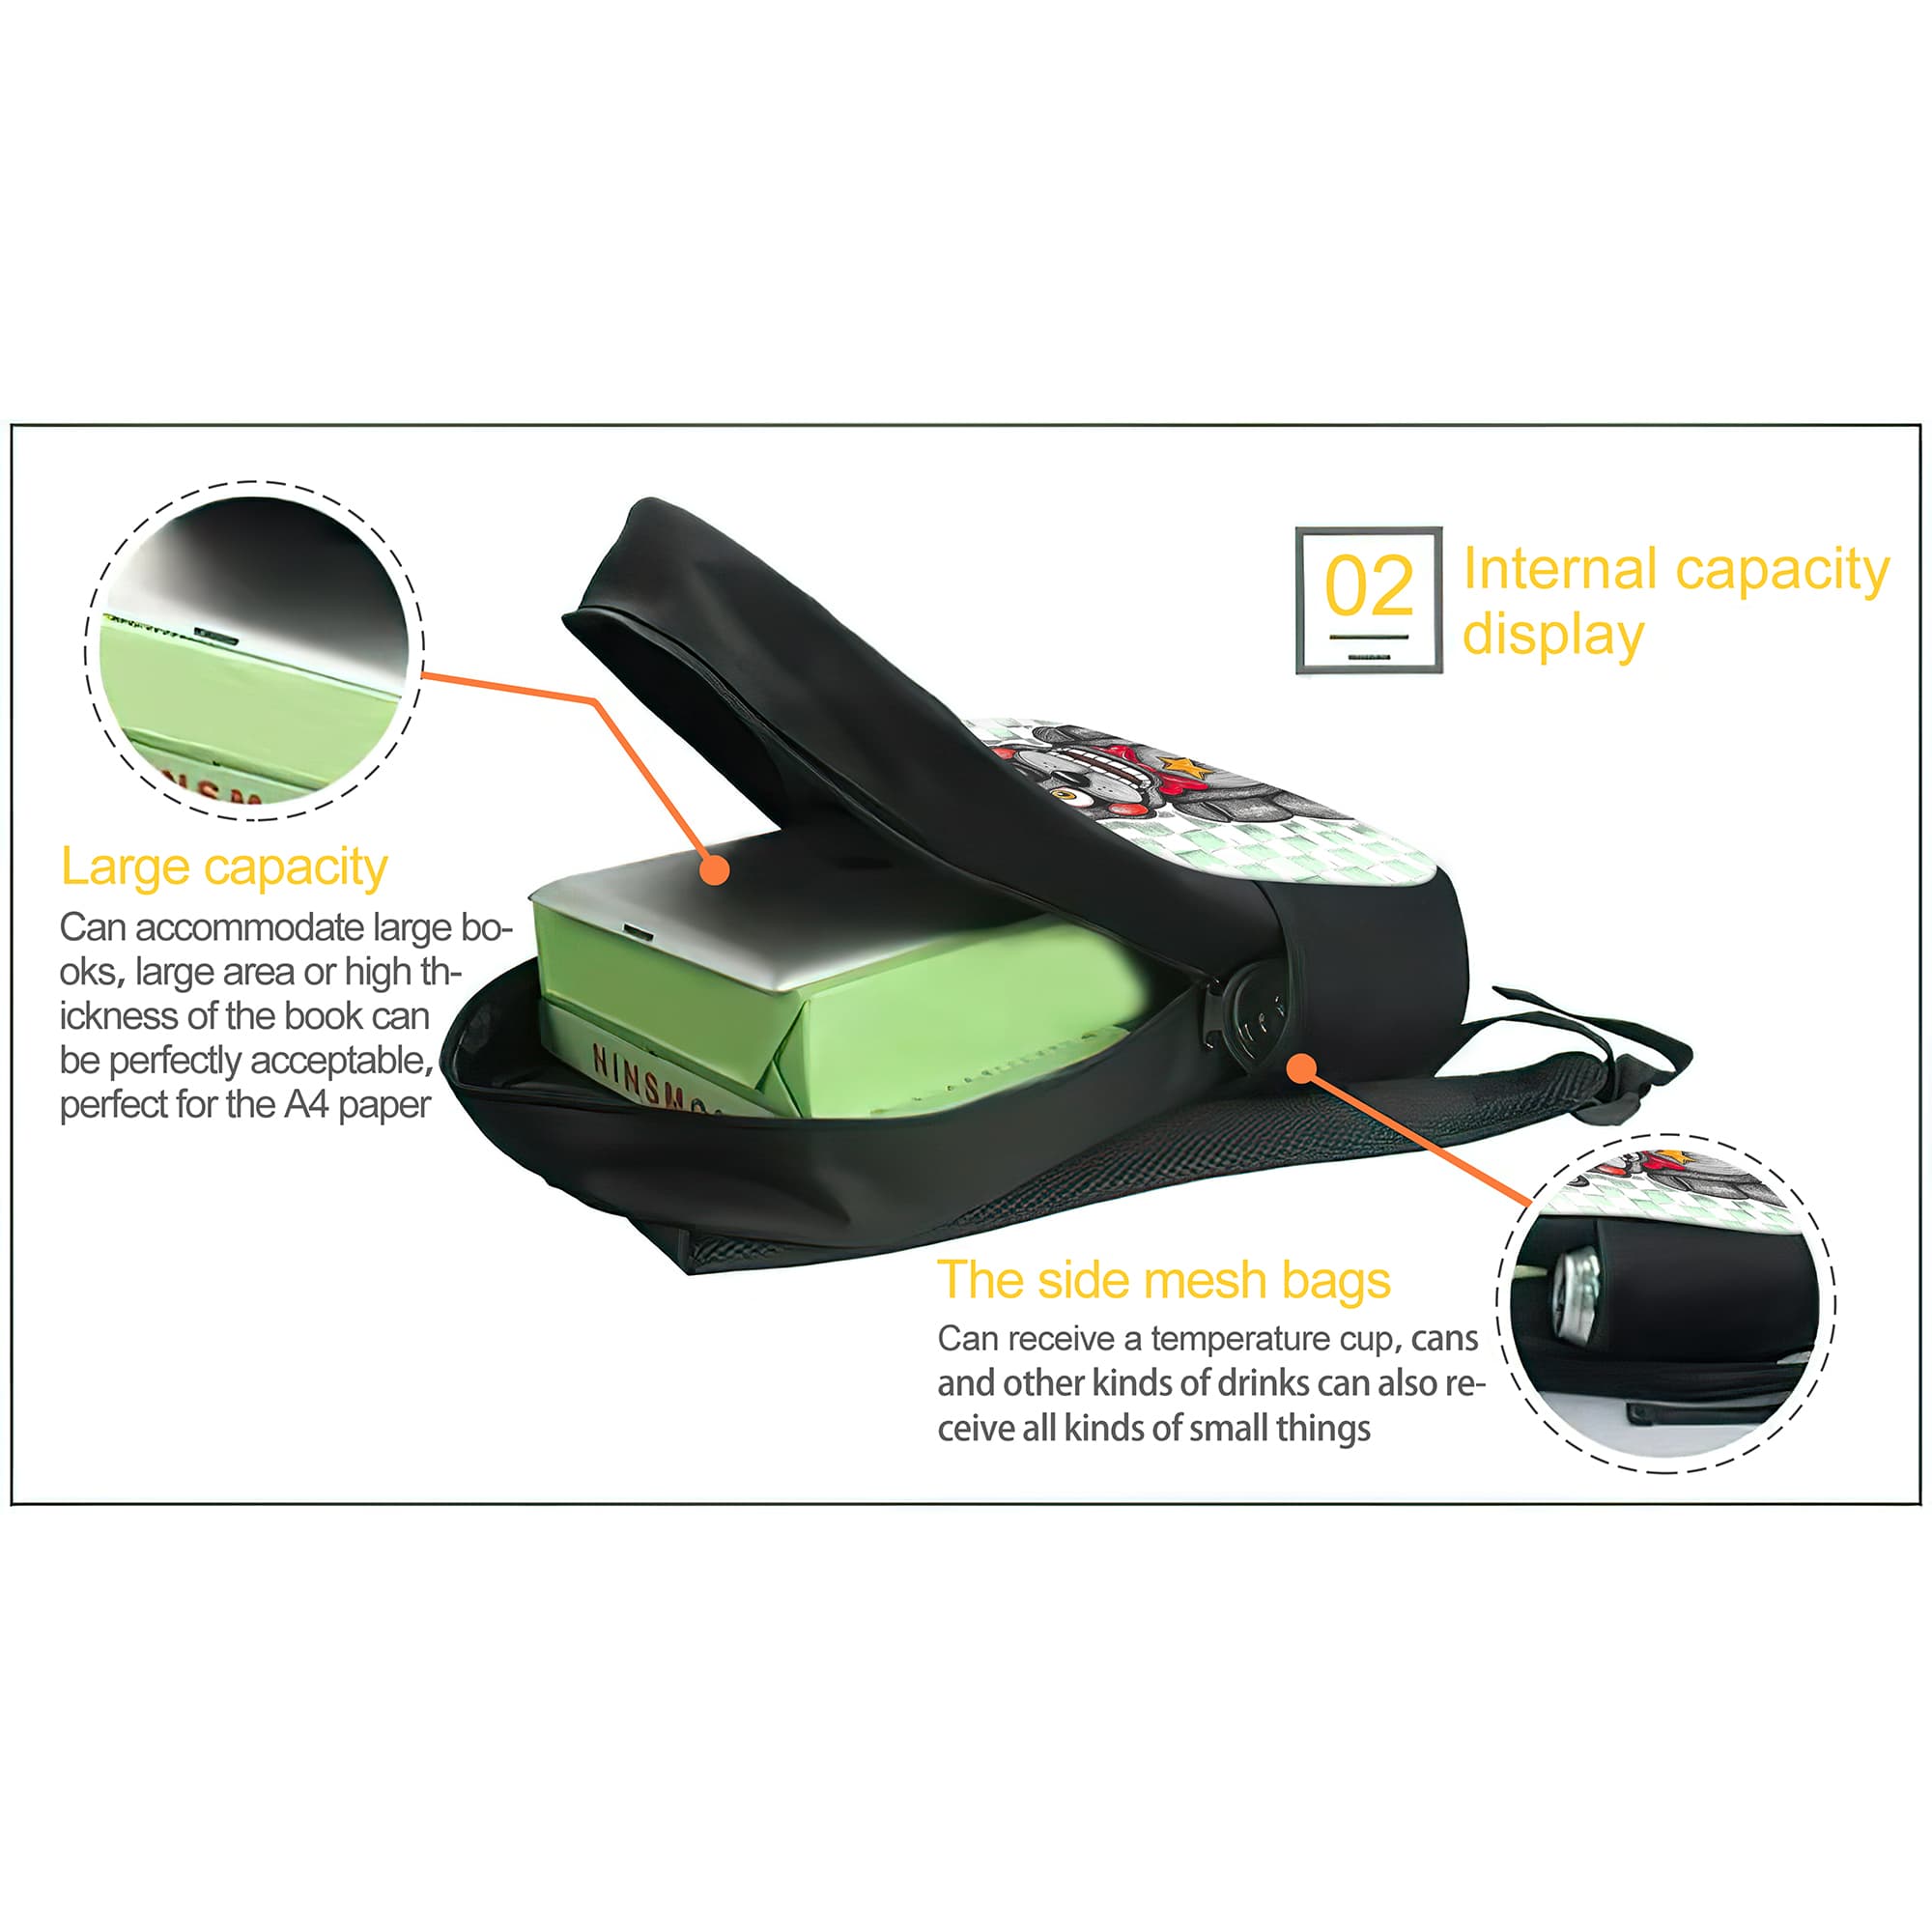 02
Internal capacity
display
NINSM
Large capacity
Can accommodate large bo-
oks, large area or high th-
ickness of the book can
be perfectly acceptable,
perfect for the A4 paper
NINSMO
The side mesh bags
Can receive a temperature cup, cans
and other kinds of drinks can also re-
ceive all kinds of small things